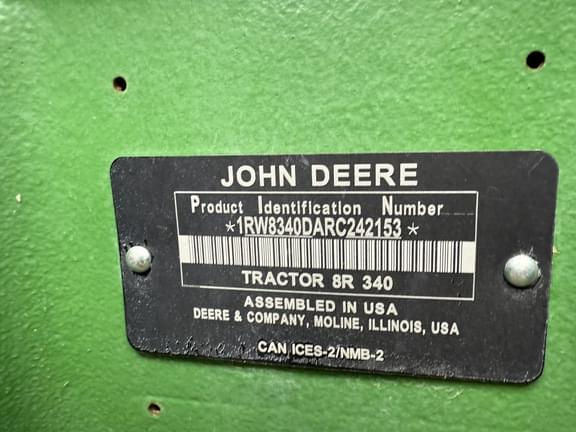 JOHN DEERE
Product Identification Number
*1RW8340DARC242153*
TRACTOR 8R 340
ASSEMBLED IN USA
DEERE & COMPANY, MOLINE, ILLINOIS, USA
CAN ICES-2/NMB-2